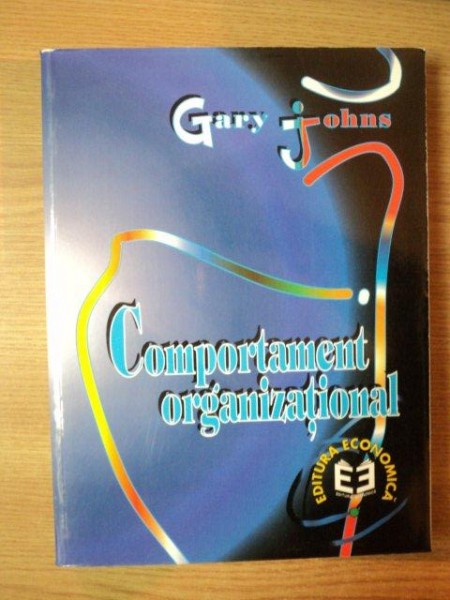 Gary Johns
Comportament
organizațional
EDITURA ECONOMICĂ